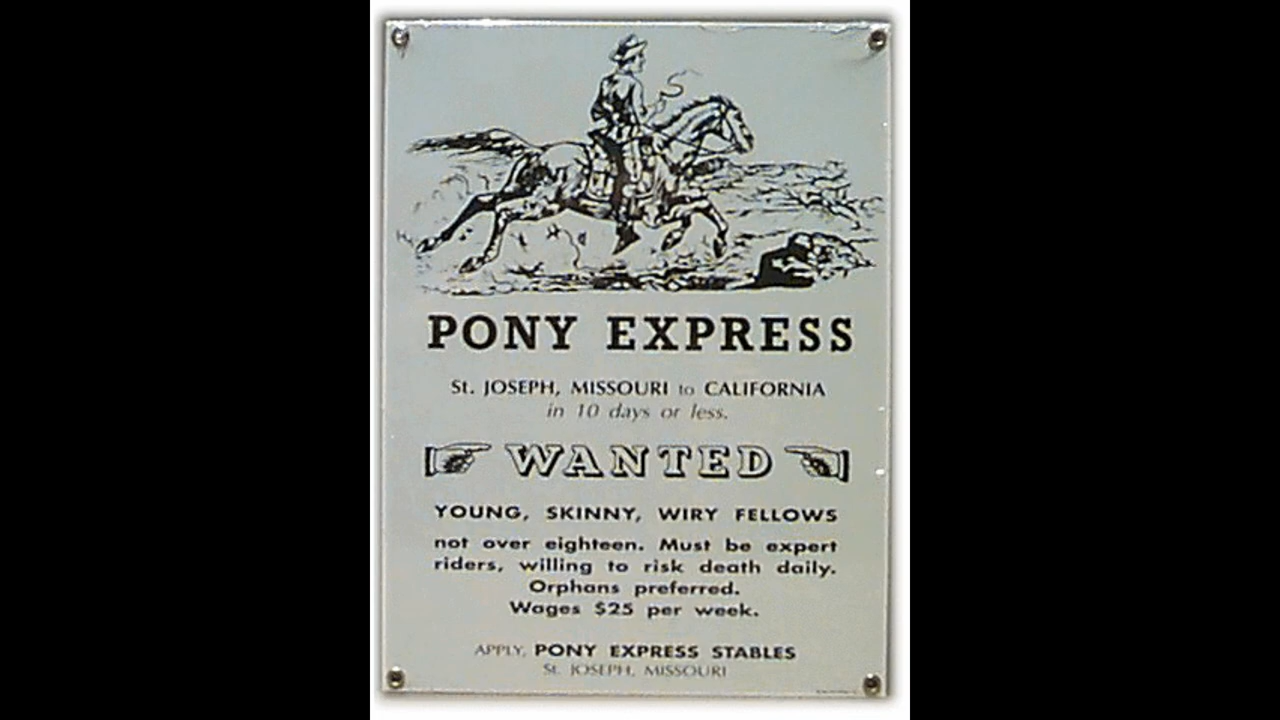 PONY EXPRESS
St. JOSEPH, MISSOURI to CALIFORNIA
in 10 days or less.
WANTED
YOUNG, SKINNY, WIRY FELLOWS
not over eighteen. Must be expert
riders, willing to risk death daily.
Orphans preferred.
Wages $25 per week.
APPLY, PONY EXPRESS STABLES
St. JOSEPH, MISSOURI